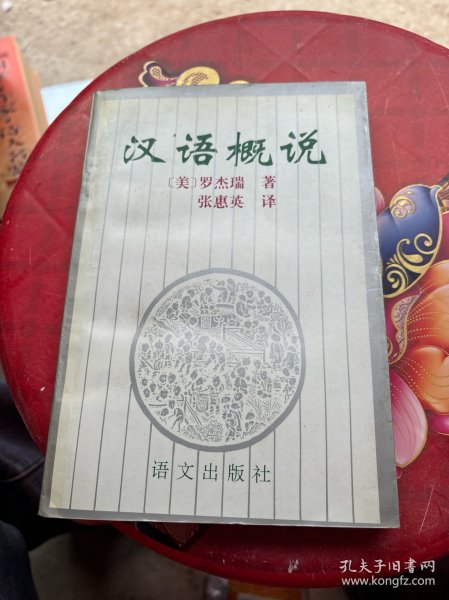 汉语概说
〔美〕罗杰瑞 著
张惠英 译
语文出版社
孔夫子旧书网
www.kongfz.com